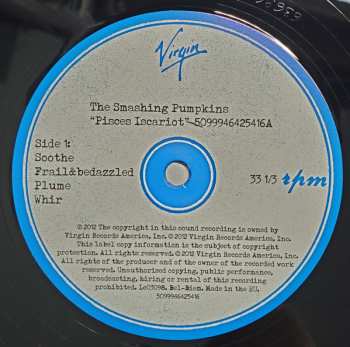 Virgin
The Smashing Pumpkins
"Pisces Iscariot" 5099946425416A
Side 1:
Soothe
Frail&bedazzled
Plume
Whir
33 1/3 rpm
℗2012 The copyright in this sound recording is owned by
Virgin Records America, Inc. ©2012 Virgin Records America, Inc.
This label copy information is the subject of copyright
protection. All rights reserved. ©2012 Virgin Records America, Inc.
All rights of the producer and of the owner of the recorded work
reserved. Unauthorized copying, public performance,
broadcasting, hiring or rental of this recording
prohibited. Lc03098. Bel-Biem. Made in the EU.
5099946425416